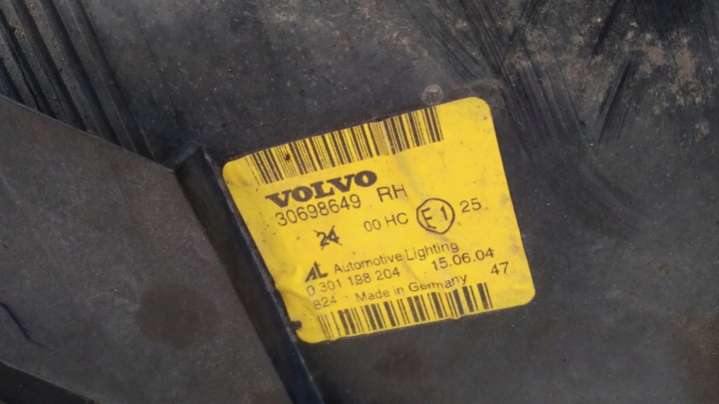 VOLVO
30698649 RH
24 00 HC E1 25
AL Automotive Lighting
0 301 198 204 15.06.04
824 Made in Germany 47